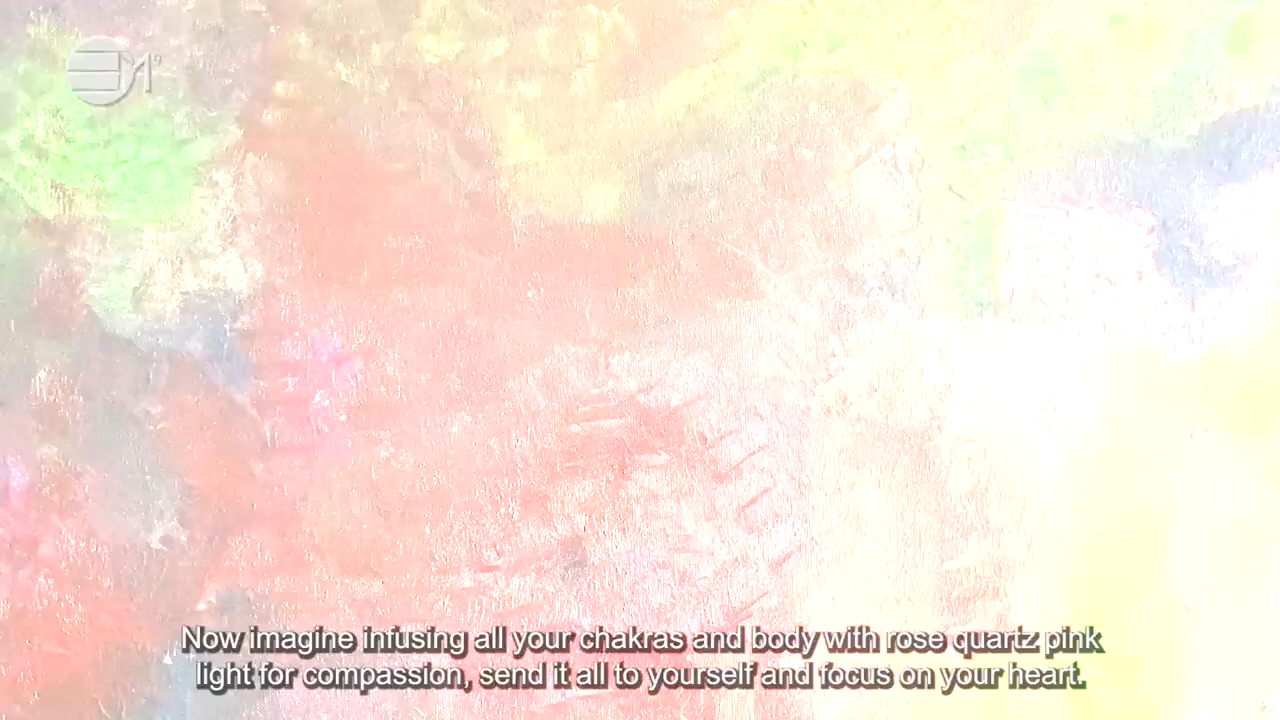 Now imagine infusing all your chakras and body with rose quartz pink
light for compassion, send it all to yourself and focus on your heart.